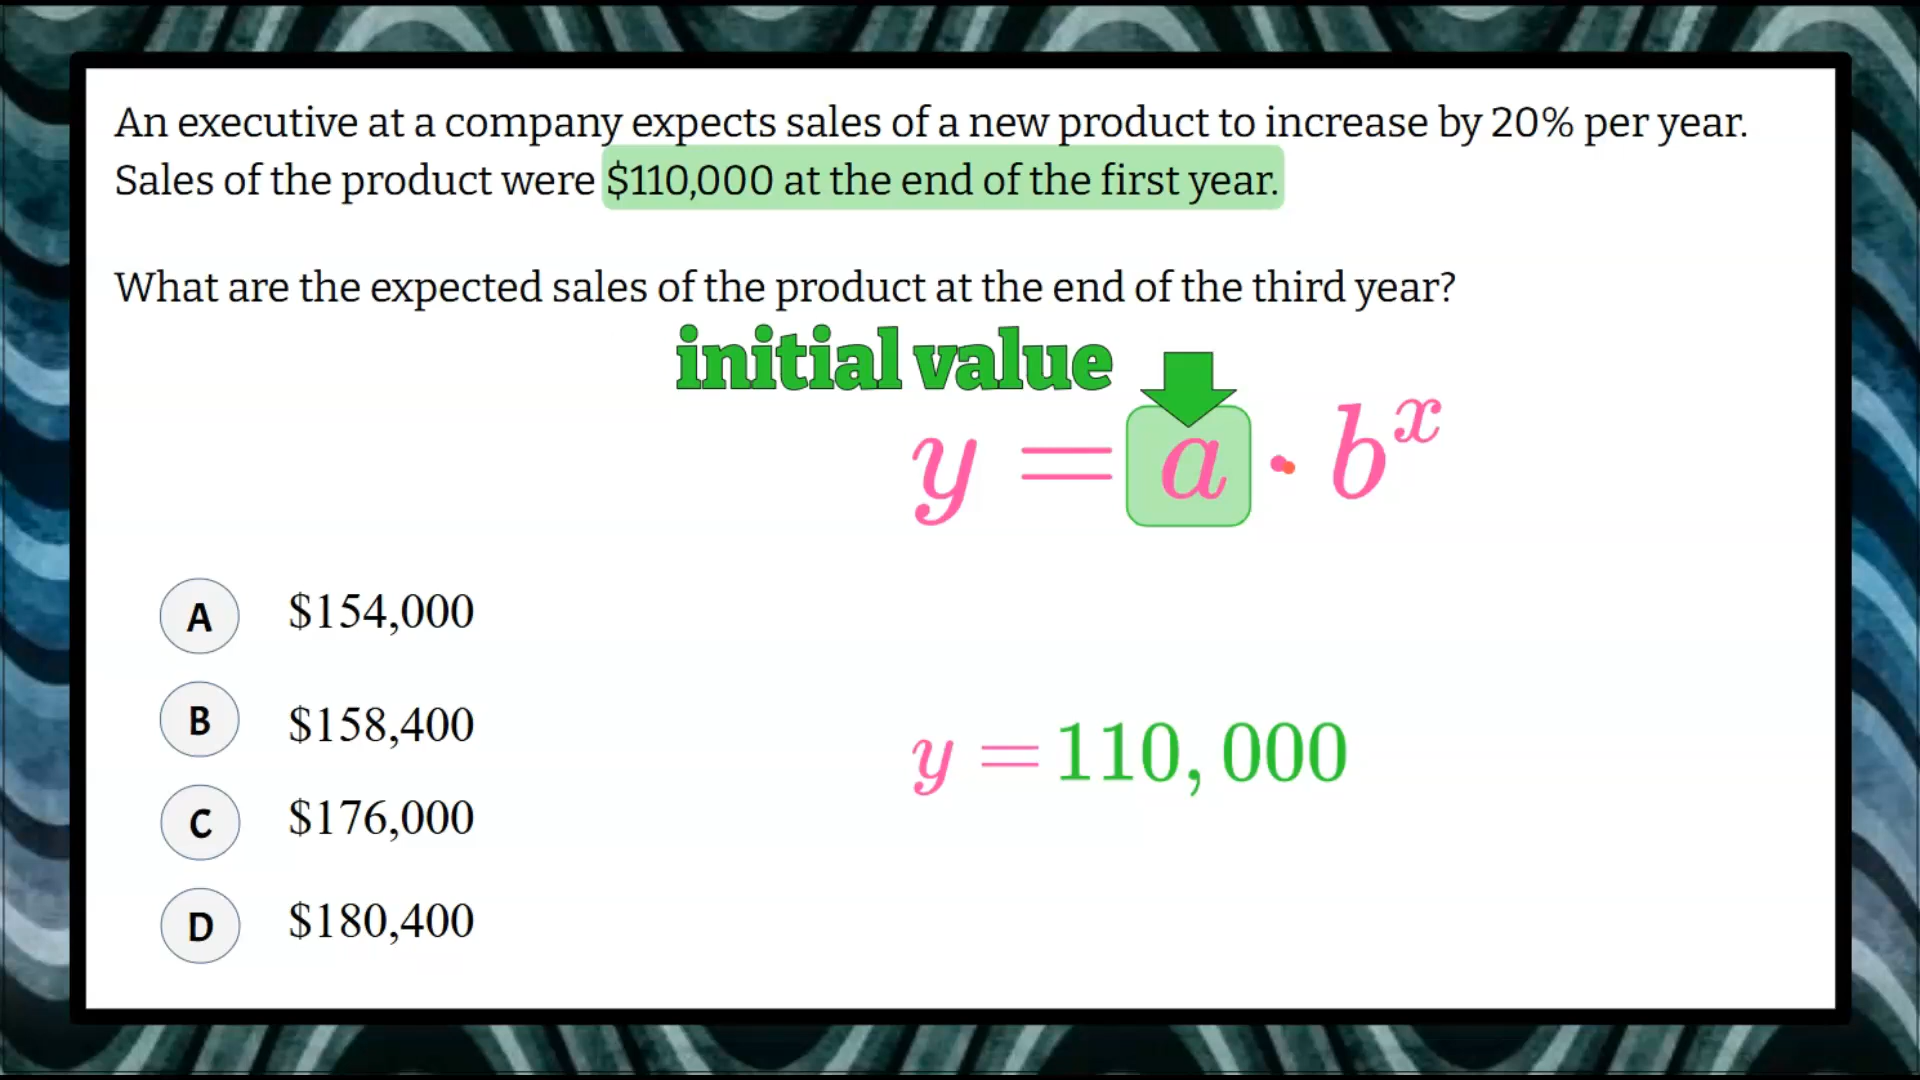 An executive at a company expects sales of a new product to increase by 20% per year.
Sales of the product were $110,000 at the end of the first year.
What are the expected sales of the product at the end of the third year?
initial value
y = a · b^x
A $154,000
B $158,400
y = 110,000
C $176,000
D $180,400